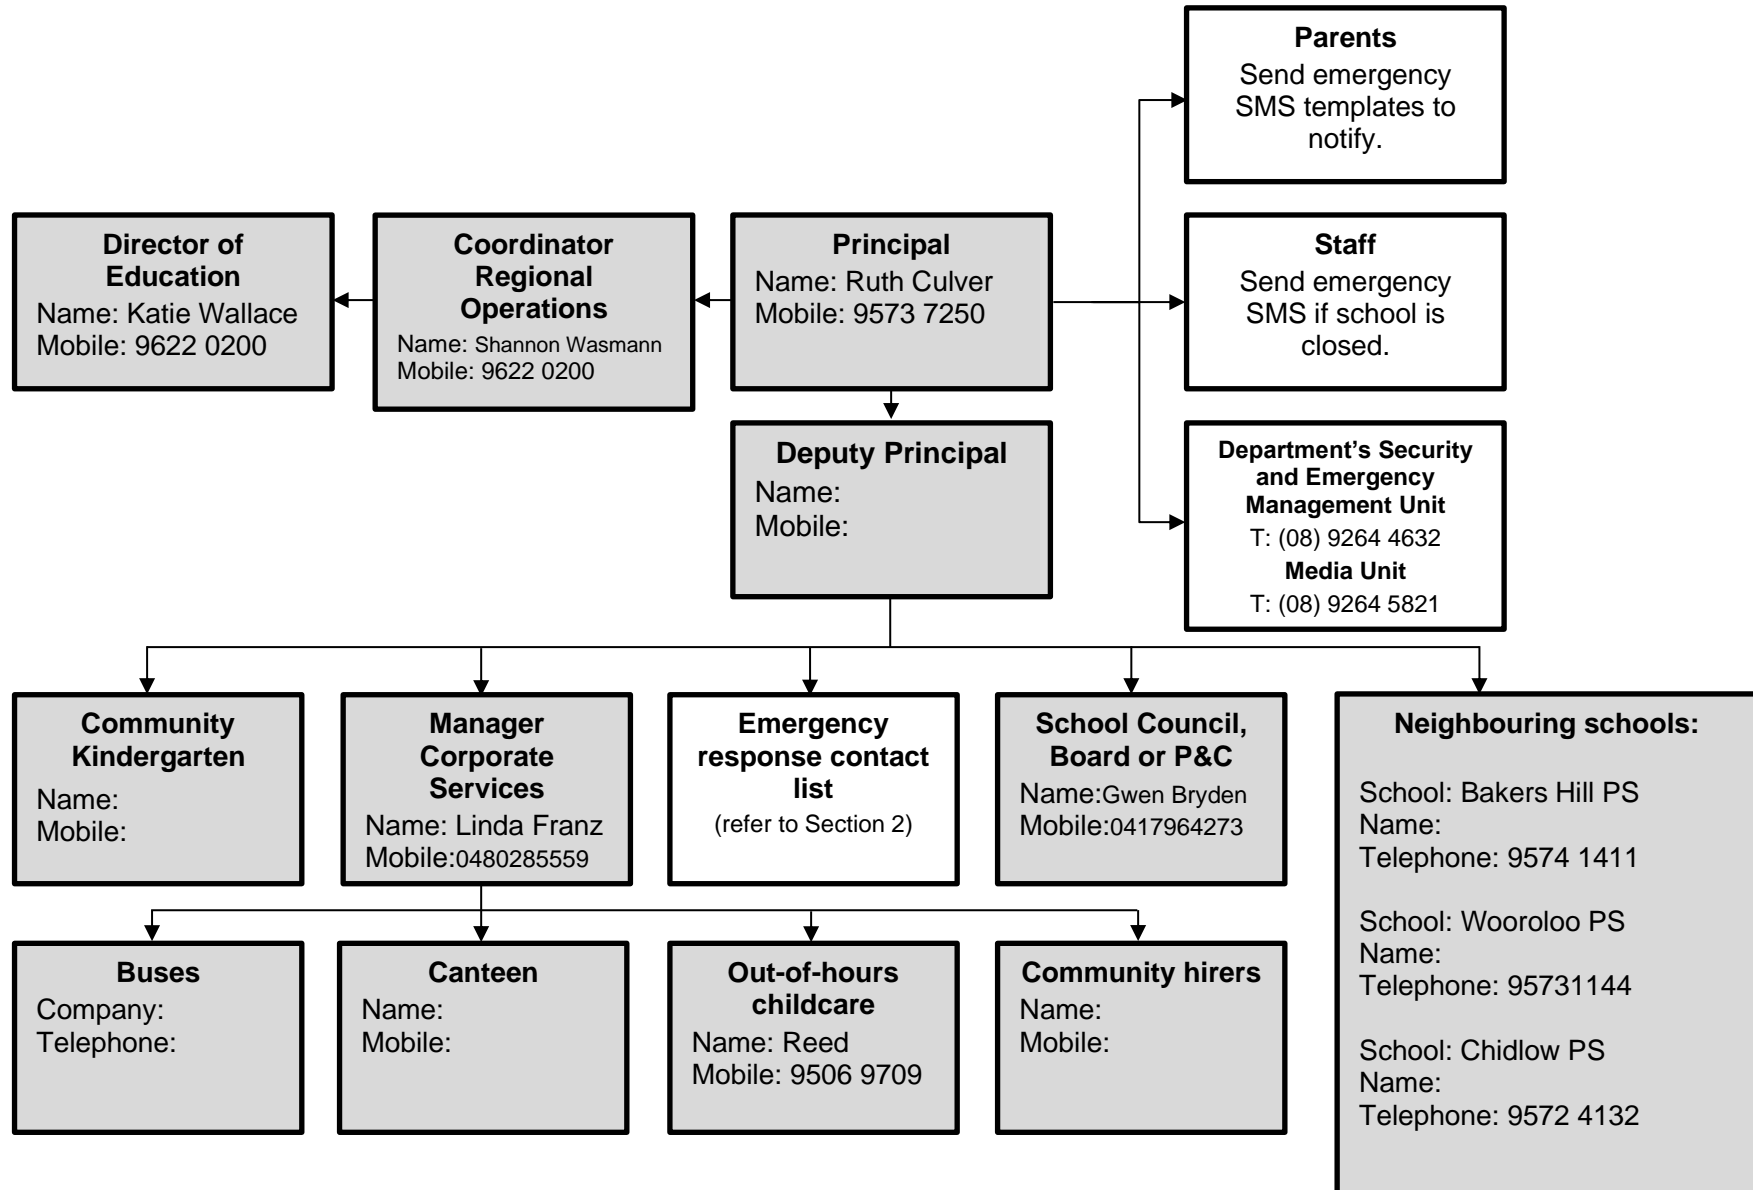 Parents
Send emergency
SMS templates to
notify.
Director of
Education
Name: Katie Wallace
Mobile: 9622 0200
Coordinator
Regional
Operations
Name: Shannon Wasmann
Mobile: 9622 0200
Principal
Name: Ruth Culver
Mobile: 9573 7250
Staff
Send emergency
SMS if school is
closed.
Deputy Principal
Name:
Mobile:
Department’s Security
and Emergency
Management Unit
T: (08) 9264 4632
Media Unit
T: (08) 9264 5821
Community
Kindergarten
Name:
Mobile:
Manager
Corporate
Services
Name: Linda Franz
Mobile:0480285559
Emergency
response contact
list
(refer to Section 2)
School Council,
Board or P&C
Name:Gwen Bryden
Mobile:0417964273
Neighbouring schools:
School: Bakers Hill PS
Name:
Telephone: 9574 1411
School: Wooroloo PS
Name:
Telephone: 95731144
School: Chidlow PS
Name:
Telephone: 9572 4132
Buses
Company:
Telephone:
Canteen
Name:
Mobile:
Out-of-hours
childcare
Name: Reed
Mobile: 9506 9709
Community hirers
Name:
Mobile: